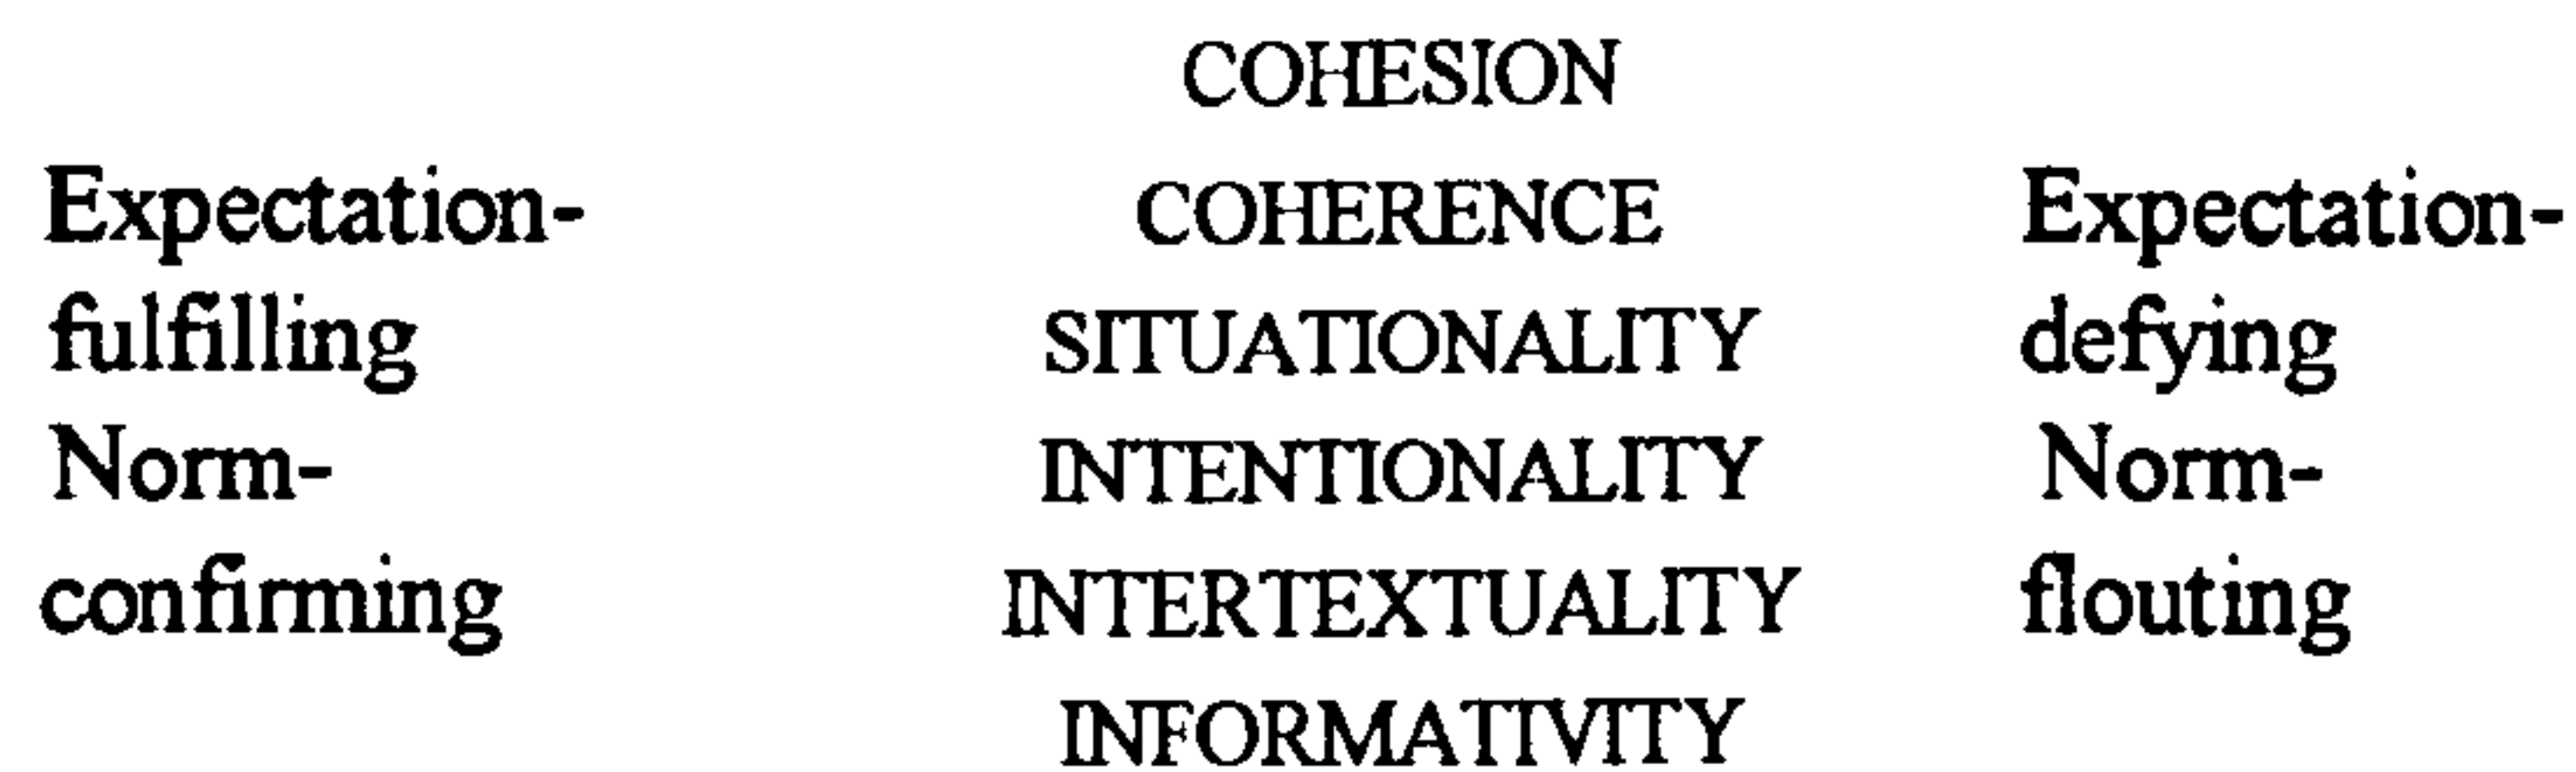 COHESION
Expectation- COHERENCE Expectation-
fulfilling SITUATIONALITY defying
Norm- INTENTIONALITY Norm-
confirming INTERTEXTUALITY flouting
INFORMATIVITY